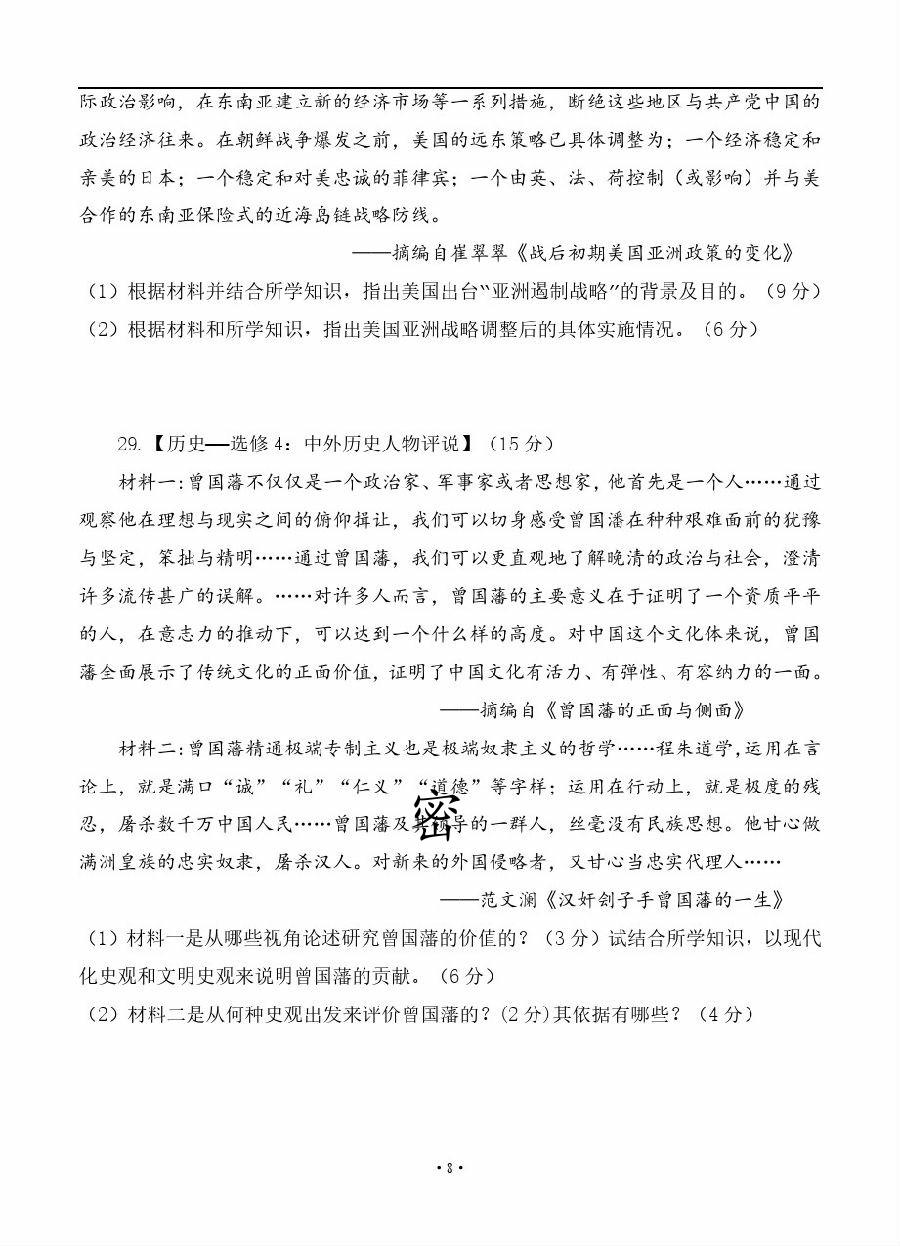 际政治影响，在东南亚建立新的经济市场等一系列措施，断绝这些地区与共产党中国的
政治经济往来。在朝鲜战争爆发之前，美国的远东策略已具体调整为：一个经济稳定和
亲美的日本；一个稳定和对美忠诚的菲律宾；一个由英、法、荷控制（或影响）并与美
合作的东南亚保险式的近海岛链战略防线。
——摘编自崔翠翠《战后初期美国亚洲政策的变化》
（1）根据材料并结合所学知识，指出美国出台“亚洲遏制战略”的背景及目的。（9 分）
（2）根据材料和所学知识，指出美国亚洲战略调整后的具体实施情况。（6 分）
29.【历史——选修 4：中外历史人物评说】（15 分）
材料一：曾国藩不仅仅是一个政治家、军事家或者思想家，他首先是一个人……通过
观察他在理想与现实之间的俯仰揖让，我们可以切身感受曾国潘在种种艰难面前的犹豫
与坚定，笨拙与精明……通过曾国藩，我们可以更直观地了解晚清的政治与社会，澄清
许多流传甚广的误解。……对许多人而言，曾国藩的主要意义在于证明了一个资质平平
的人，在意志力的推动下，可以达到一个什么样的高度。对中国这个文化体来说，曾国
藩全面展示了传统文化的正面价值，证明了中国文化有活力、有弹性、有容纳力的一面。
——摘编自《曾国藩的正面与侧面》
材料二：曾国藩精通极端专制主义也是极端奴隶主义的哲学……程朱道学，运用在言
论上，就是满口“诚”“礼”“仁义”“道德”等字样；运用在行动上，就是极度的残
忍，屠杀数千万中国人民……曾国藩及其领导的一群人，丝毫没有民族思想。他甘心做
满洲皇族的忠实奴隶，屠杀汉人。对新来的外国侵略者，又甘心当忠实代理人……
密
——范文澜《汉奸刽子手曾国藩的一生》
（1）材料一是从哪些视角论述研究曾国藩的价值的？（3 分）试结合所学知识，以现代
化史观和文明史观来说明曾国藩的贡献。（6 分）
（2）材料二是从何种史观出发来评价曾国藩的？(2 分)其依据有哪些？（4 分）
·8·